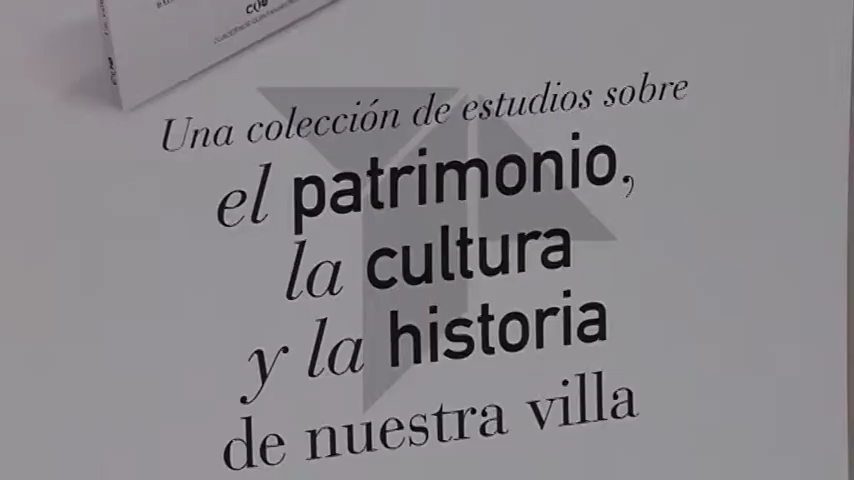 Una colección de estudios sobre
el patrimonio,
la cultura
y la historia
de nuestra villa